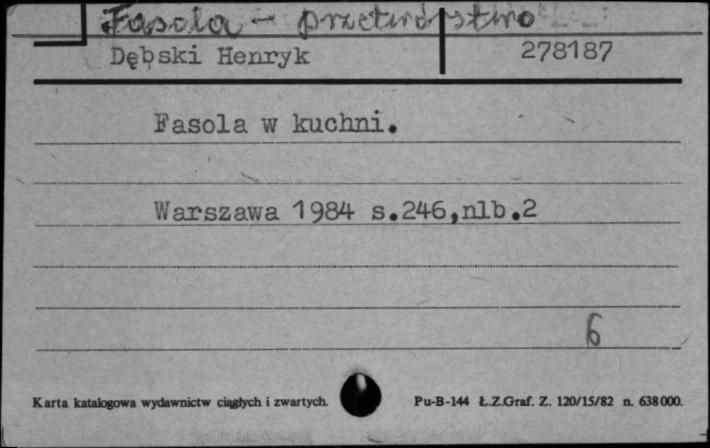 Fasola - przetwórstwo
Dębski Henryk 278187
Fasola w kuchni.
Warszawa 1984 s.246,nlb.2
6
Karta katalogowa wydawnictw ciągłych i zwartych. Pu-B-144 Ł.Z.Graf. Z. 120/15/82 n. 638000.